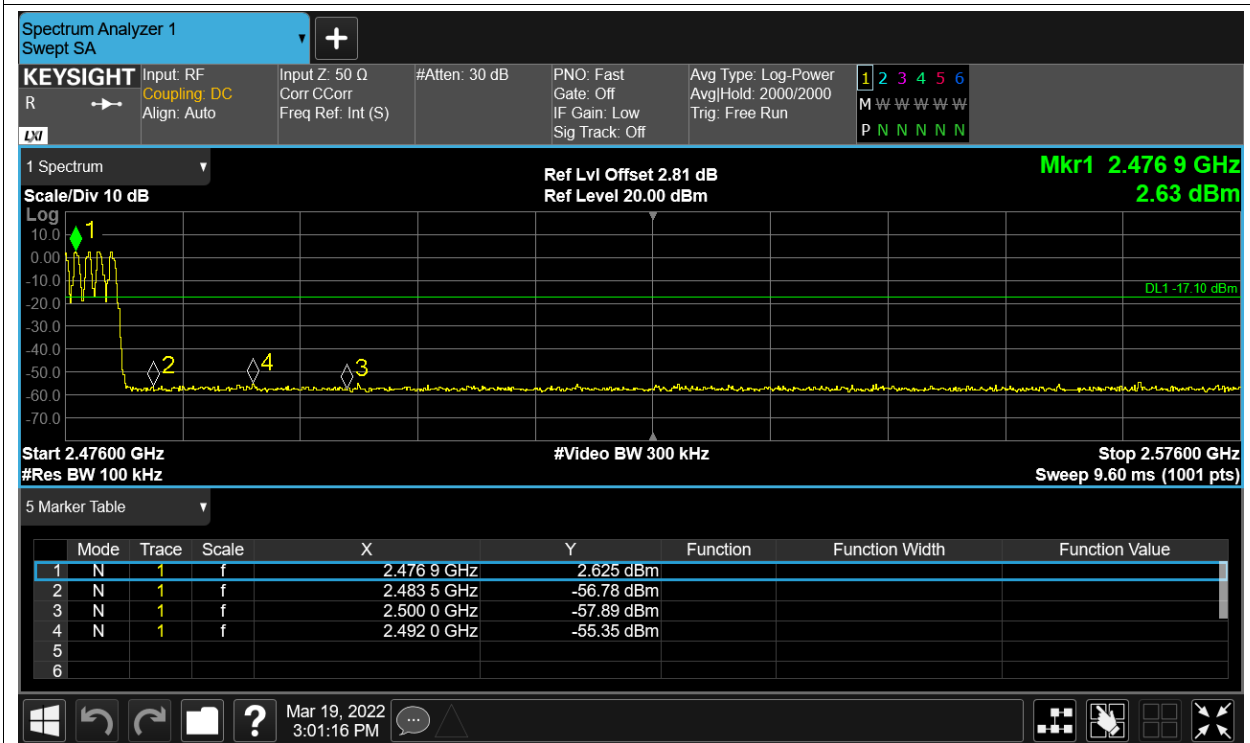 Spectrum Analyzer 1
Swept SA
KEYSIGHT Input: RF Input Z: 50 Ω #Atten: 30 dB PNO: Fast Avg Type: Log-Power 1 2 3 4 5 6
R Coupling: DC Corr CCorr Gate: Off Avg|Hold: 2000/2000 M W W W W W W
Align: Auto Freq Ref: Int (S) IF Gain: Low Trig: Free Run
LXI Sig Track: Off P N N N N N N
1 Spectrum Ref Lvl Offset 2.81 dB Mkr1 2.476 9 GHz
Scale/Div 10 dB Ref Level 20.00 dBm 2.63 dBm
Log
10.0 1
0.00
-10.0
DL1 -17.10 dBm
-20.0
-30.0
-40.0
2 4 3
-50.0
-60.0
-70.0
Start 2.47600 GHz #Video BW 300 kHz Stop 2.57600 GHz
#Res BW 100 kHz Sweep 9.60 ms (1001 pts)
5 Marker Table
Mode Trace Scale X Y Function Function Width Function Value
1 N 1 f 2.476 9 GHz 2.625 dBm
2 N 1 f 2.483 5 GHz -56.78 dBm
3 N 1 f 2.500 0 GHz -57.89 dBm
4 N 1 f 2.492 0 GHz -55.35 dBm
5
6
? Mar 19, 2022
3:01:16 PM